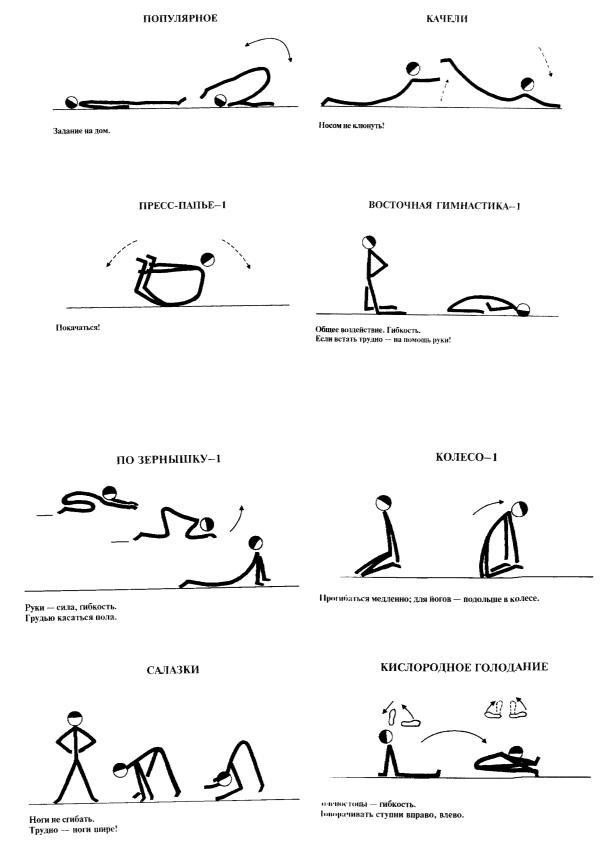 ПОПУЛЯРНОЕ
КАЧЕЛИ
Задание на дом.
Носом не клюнуть!
ПРЕСС-ПАПЬЕ–1
ВОСТОЧНАЯ ГИМНАСТИКА–1
Покачаться!
Общее воздействие. Гибкость.
Если встать трудно — на помощь руки!
ПО ЗЕРНЫШКУ–1
КОЛЕСО–1
Руки — сила, гибкость.
Грудью касаться пола.
Прогибаться медленно; для йогов — подольше в колесе.
САЛАЗКИ
КИСЛОРОДНОЕ ГОЛОДАНИЕ
Ноги не сгибать.
Трудно — ноги шире!
— гибкость.
ступни вправо, влево.